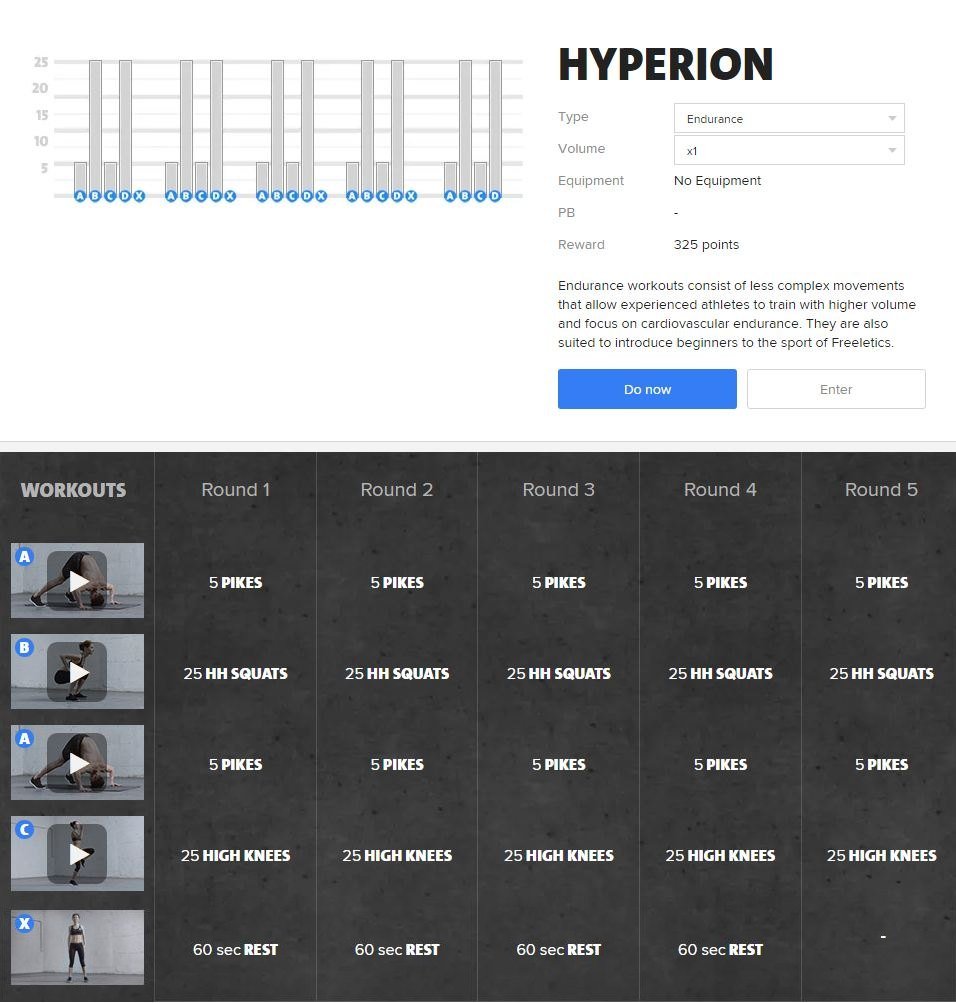 HYPERION
25
20
15
10
5
A B C D X A B C D X A B C D X A B C D X A B C D
Type Endurance
Volume x1
Equipment No Equipment
PB -
Reward 325 points
Endurance workouts consist of less complex movements
that allow experienced athletes to train with higher volume
and focus on cardiovascular endurance. They are also
suited to introduce beginners to the sport of Freeletics.
Do now Enter
WORKOUTS Round 1 Round 2 Round 3 Round 4 Round 5
A 5 PIKES 5 PIKES 5 PIKES 5 PIKES 5 PIKES
B 25 HH SQUATS 25 HH SQUATS 25 HH SQUATS 25 HH SQUATS 25 HH SQUATS
A 5 PIKES 5 PIKES 5 PIKES 5 PIKES 5 PIKES
C 25 HIGH KNEES 25 HIGH KNEES 25 HIGH KNEES 25 HIGH KNEES 25 HIGH KNEES
X 60 sec REST 60 sec REST 60 sec REST 60 sec REST -